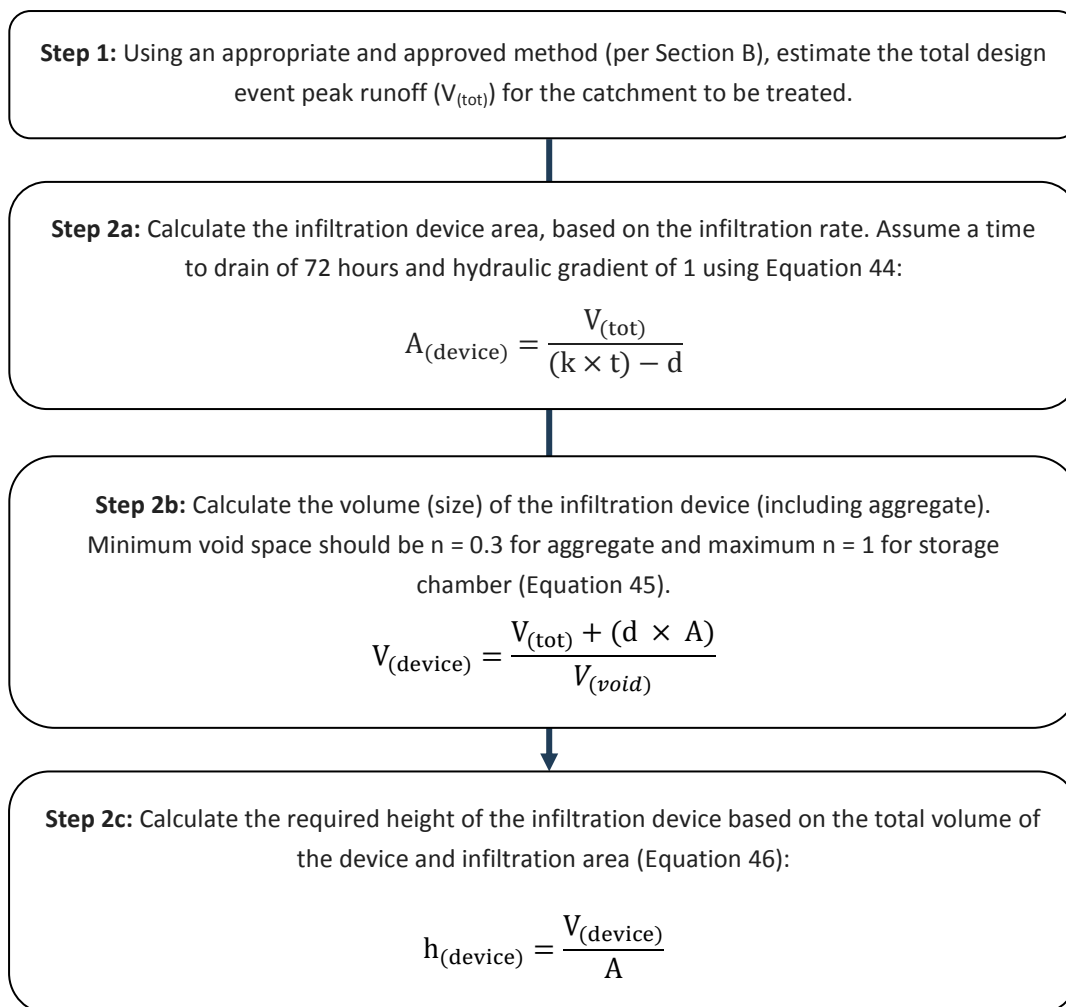 Step 1: Using an appropriate and approved method (per Section B), estimate the total design
event peak runoff (V(tot)) for the catchment to be treated.
Step 2a: Calculate the infiltration device area, based on the infiltration rate. Assume a time
to drain of 72 hours and hydraulic gradient of 1 using Equation 44:
A(device) = V(tot) / (k × t) − d
Step 2b: Calculate the volume (size) of the infiltration device (including aggregate).
Minimum void space should be n = 0.3 for aggregate and maximum n = 1 for storage
chamber (Equation 45).
V(device) = V(tot) + (d × A) / V(void)
Step 2c: Calculate the required height of the infiltration device based on the total volume of
the device and infiltration area (Equation 46):
h(device) = V(device) / A